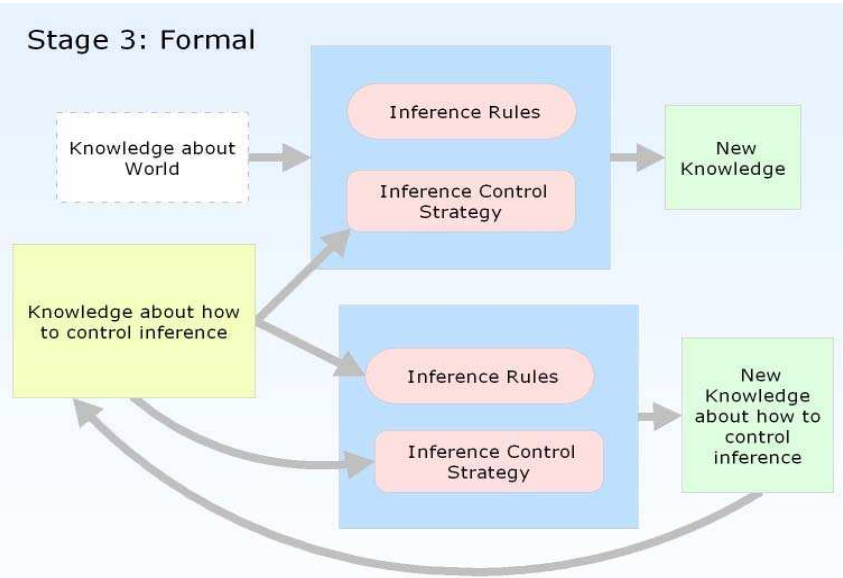 Stage 3: Formal
Knowledge about
World
Inference Rules
Inference Control
Strategy
New
Knowledge
Knowledge about how
to control inference
Inference Rules
Inference Control
Strategy
New
Knowledge
about how to
control
inference